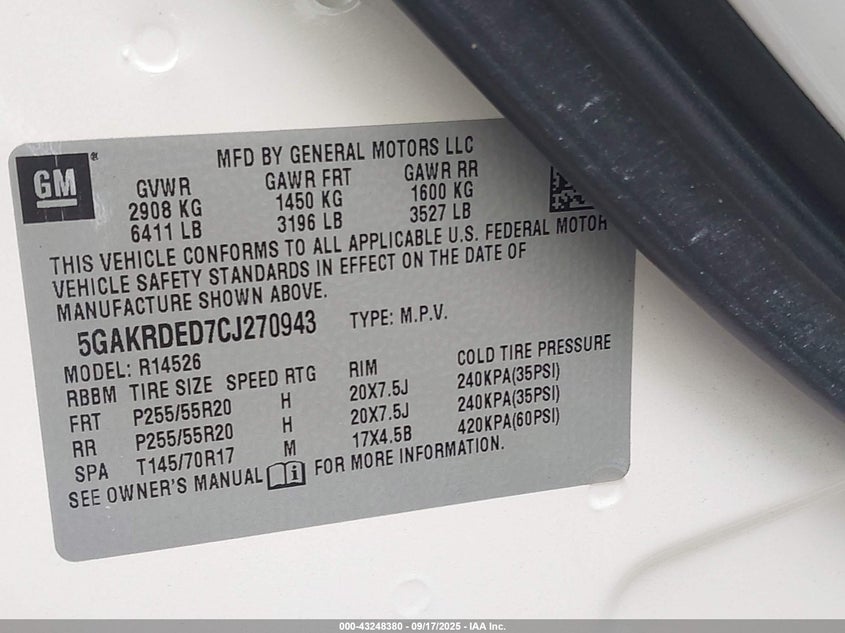 GM
MFD BY GENERAL MOTORS LLC
GVWR GAWR FRT GAWR RR
2908 KG 1450 KG 1600 KG
6411 LB 3196 LB 3527 LB
THIS VEHICLE CONFORMS TO ALL APPLICABLE U.S. FEDERAL MOTOR
VEHICLE SAFETY STANDARDS IN EFFECT ON THE DATE OF
MANUFACTURE SHOWN ABOVE.
5GAKRDED7CJ270943 TYPE: M.P.V.
MODEL: R14526
RBBM TIRE SIZE SPEED RTG RIM COLD TIRE PRESSURE
FRT P255/55R20 H 20X7.5J 240KPA(35PSI)
RR P255/55R20 H 20X7.5J 240KPA(35PSI)
SPA T145/70R17 M 17X4.5B 420KPA(60PSI)
SEE OWNER'S MANUAL FOR MORE INFORMATION.
000-43248380 - 09/17/2025 - IAA Inc.